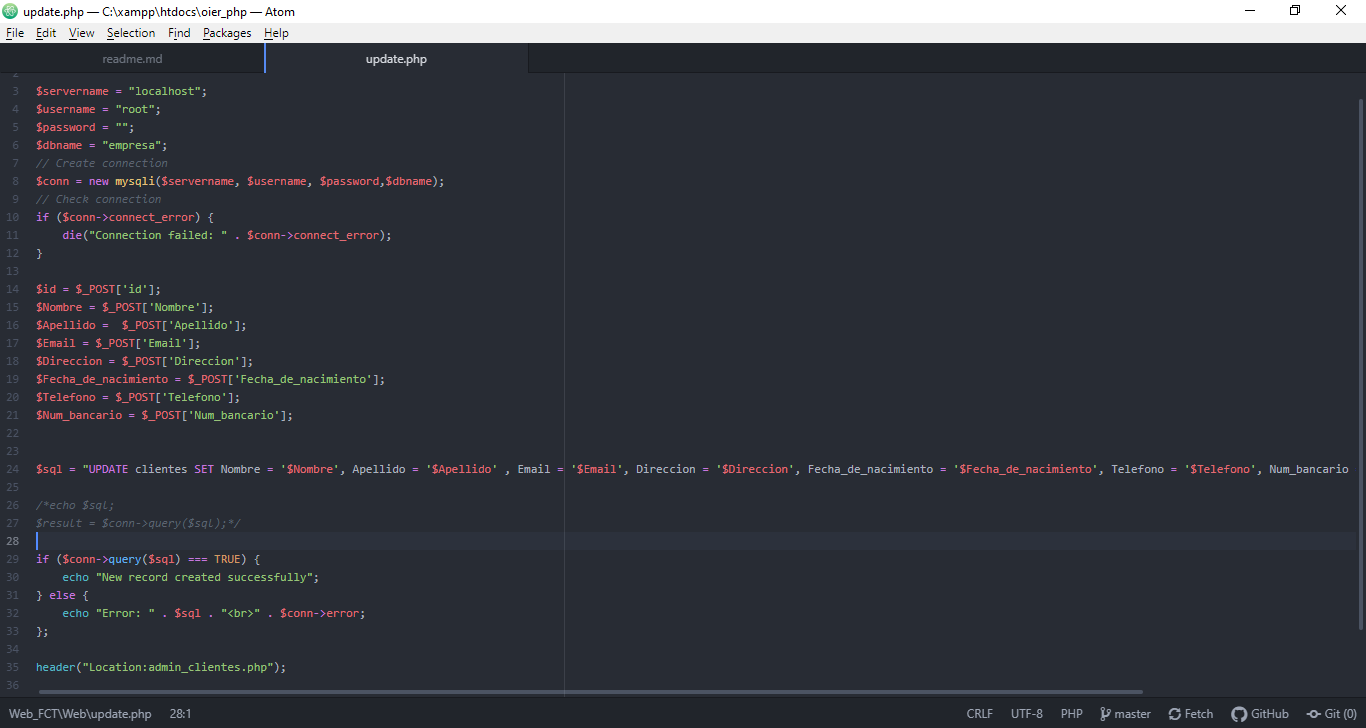 update.php — C:\xampp\htdocs\oier_php — Atom
File Edit View Selection Find Packages Help
readme.md update.php
2
3 $servername = "localhost";
4 $username = "root";
5 $password = "";
6 $dbname = "empresa";
7 // Create connection
8 $conn = new mysqli($servername, $username, $password,$dbname);
9 // Check connection
10 if ($conn->connect_error) {
11 die("Connection failed: " . $conn->connect_error);
12 }
13
14 $id = $_POST['id'];
15 $Nombre = $_POST['Nombre'];
16 $Apellido =  $_POST['Apellido'];
17 $Email = $_POST['Email'];
18 $Direccion = $_POST['Direccion'];
19 $Fecha_de_nacimiento = $_POST['Fecha_de_nacimiento'];
20 $Telefono = $_POST['Telefono'];
21 $Num_bancario = $_POST['Num_bancario'];
22
23
24 $sql = "UPDATE clientes SET Nombre = '$Nombre', Apellido = '$Apellido' , Email = '$Email', Direccion = '$Direccion', Fecha_de_nacimiento = '$Fecha_de_nacimiento', Telefono = '$Telefono', Num_bancario
25
26 /*echo $sql;
27 $result = $conn->query($sql);*/
28
29 if ($conn->query($sql) === TRUE) {
30 echo "New record created successfully";
31 } else {
32 echo "Error: " . $sql . "<br>" . $conn->error;
33 };
34
35 header("Location:admin_clientes.php");
36
Web_FCT\Web\update.php 28:1 CRLF UTF-8 PHP master Fetch GitHub Git (0)